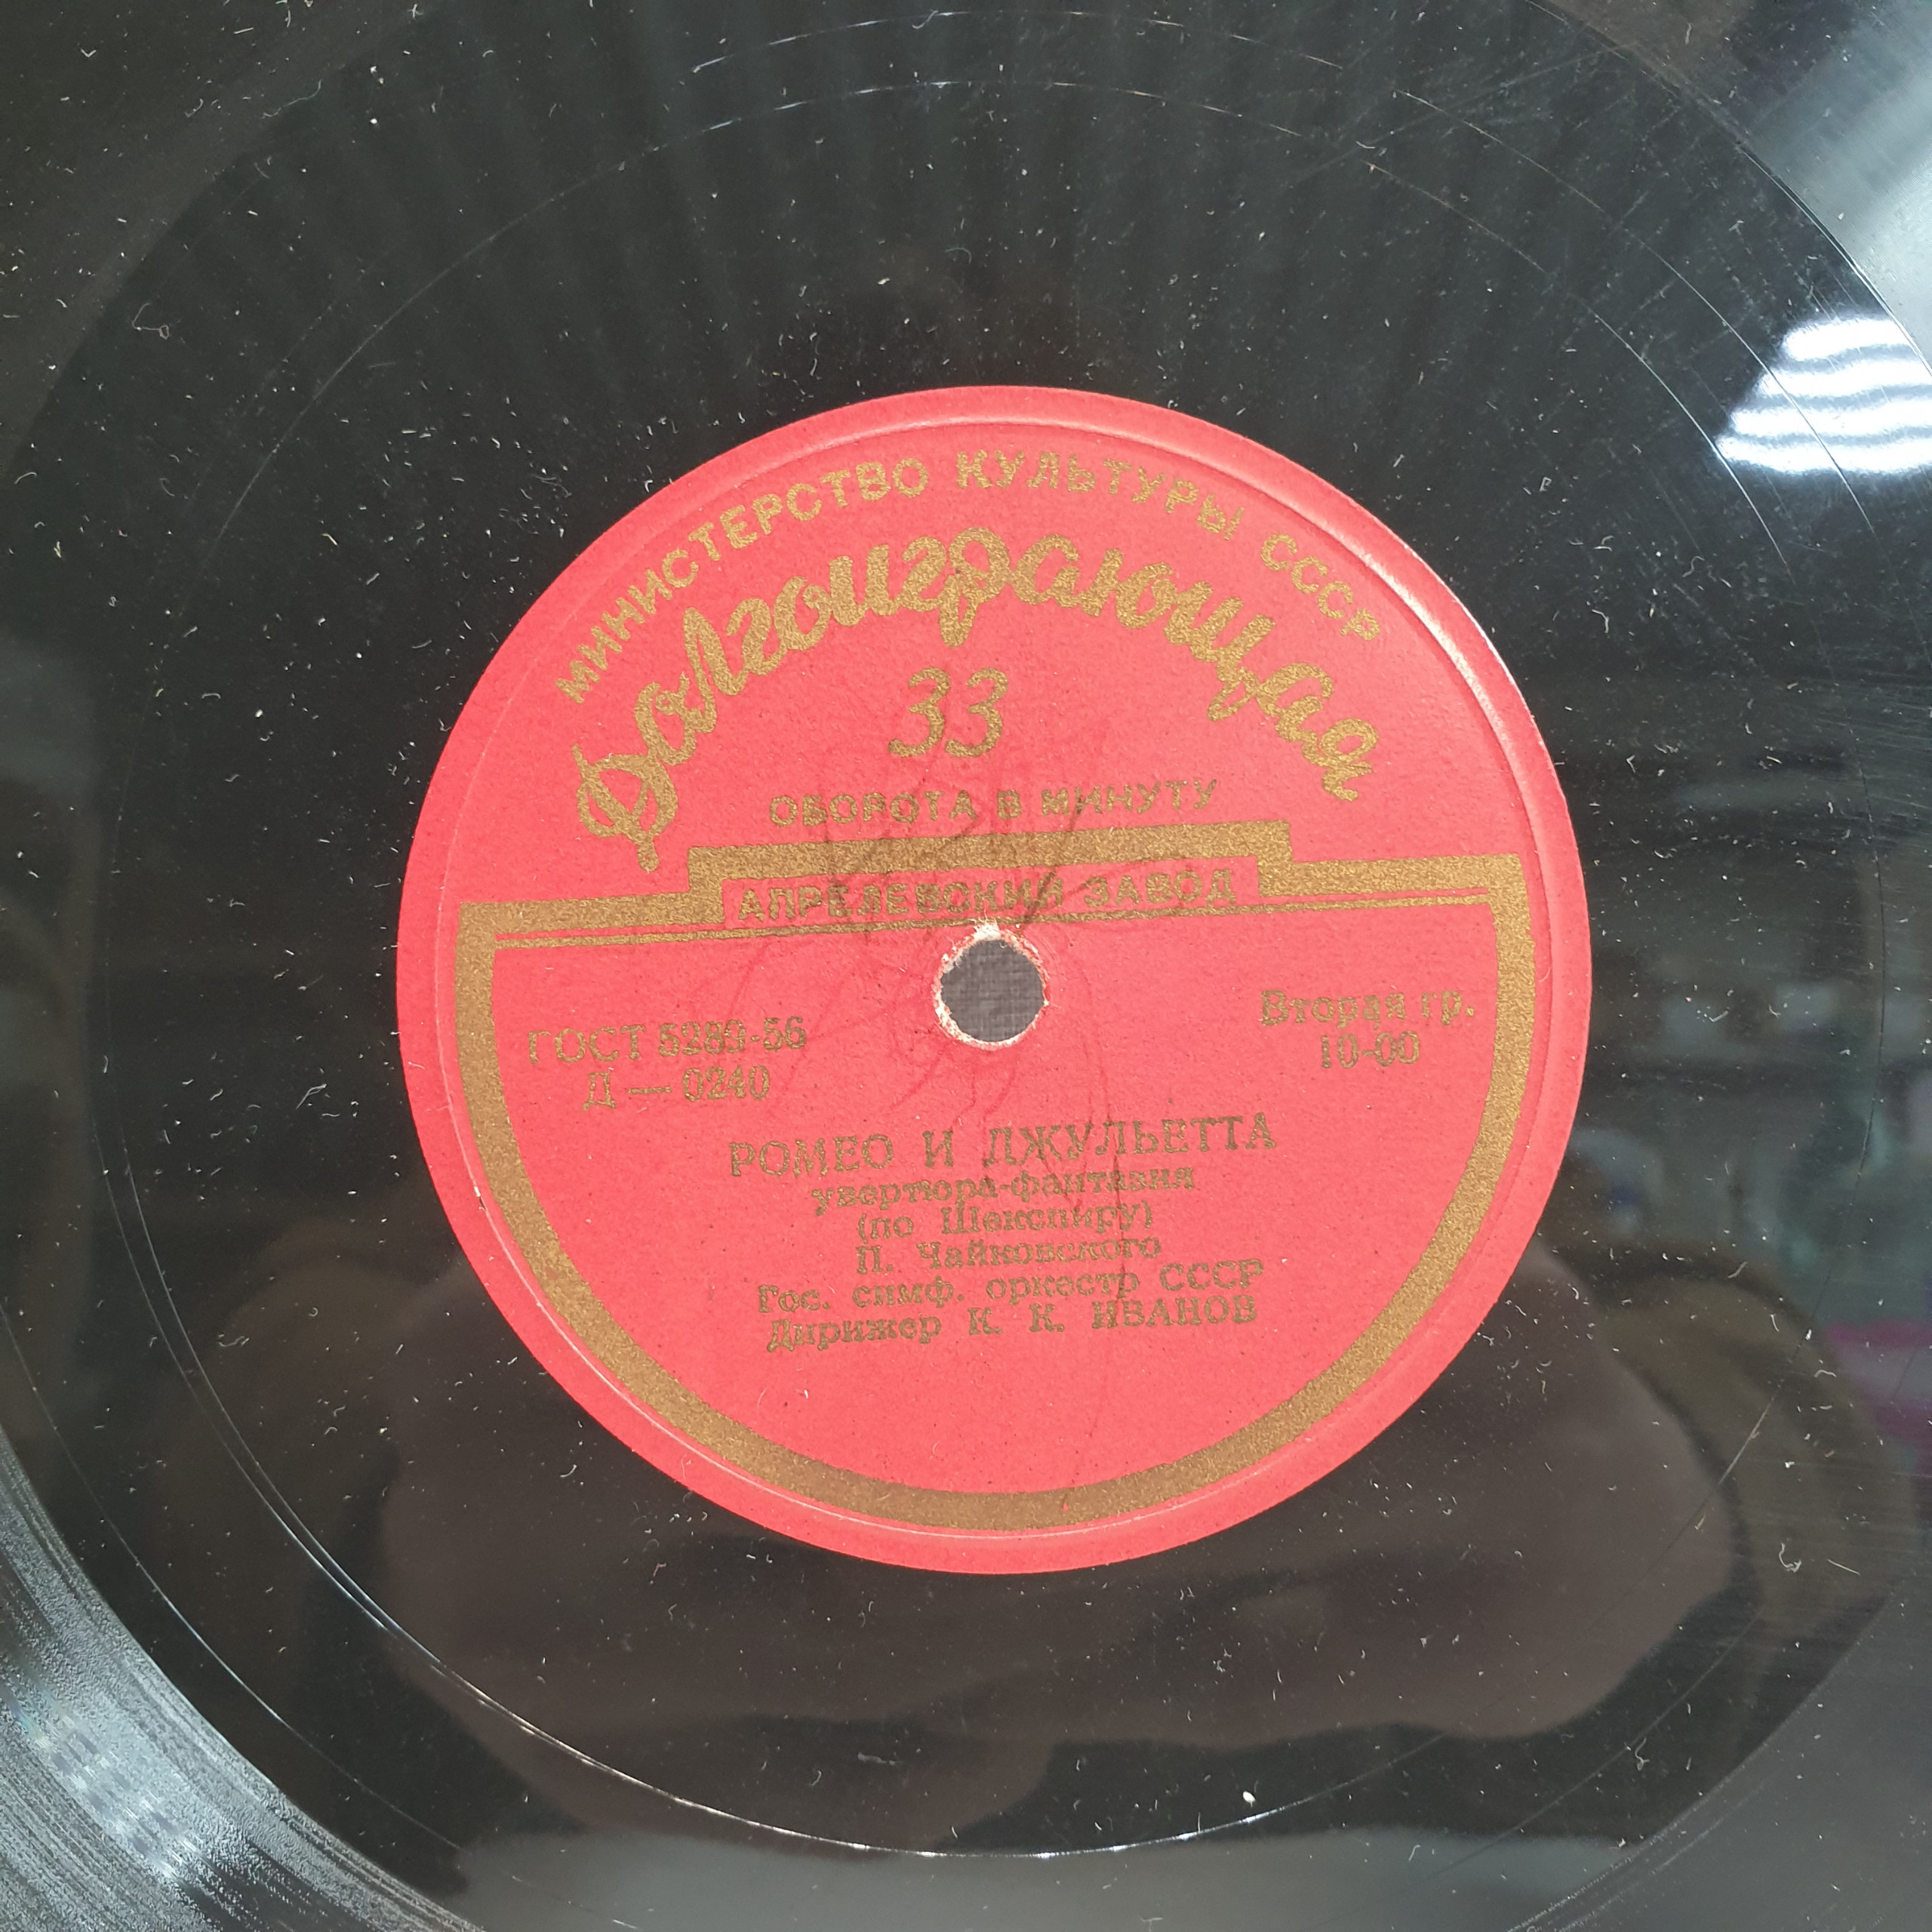 МИНИСТЕРСТВО КУЛЬТУРЫ СССР
Долгоиграющая
33
ОБОРОТА В МИНУТУ
АПРЕЛЕВСКИЙ ЗАВОД
ГОСТ 5289-56
Д — 0240
Вторая гр.
10-00
РОМЕО И ДЖУЛЬЕТТА
увертюра-фантазия
(по Шекспиру)
П. Чайковского
Гос. симф. оркестр СССР
Дирижер К. К. ИВАНОВ